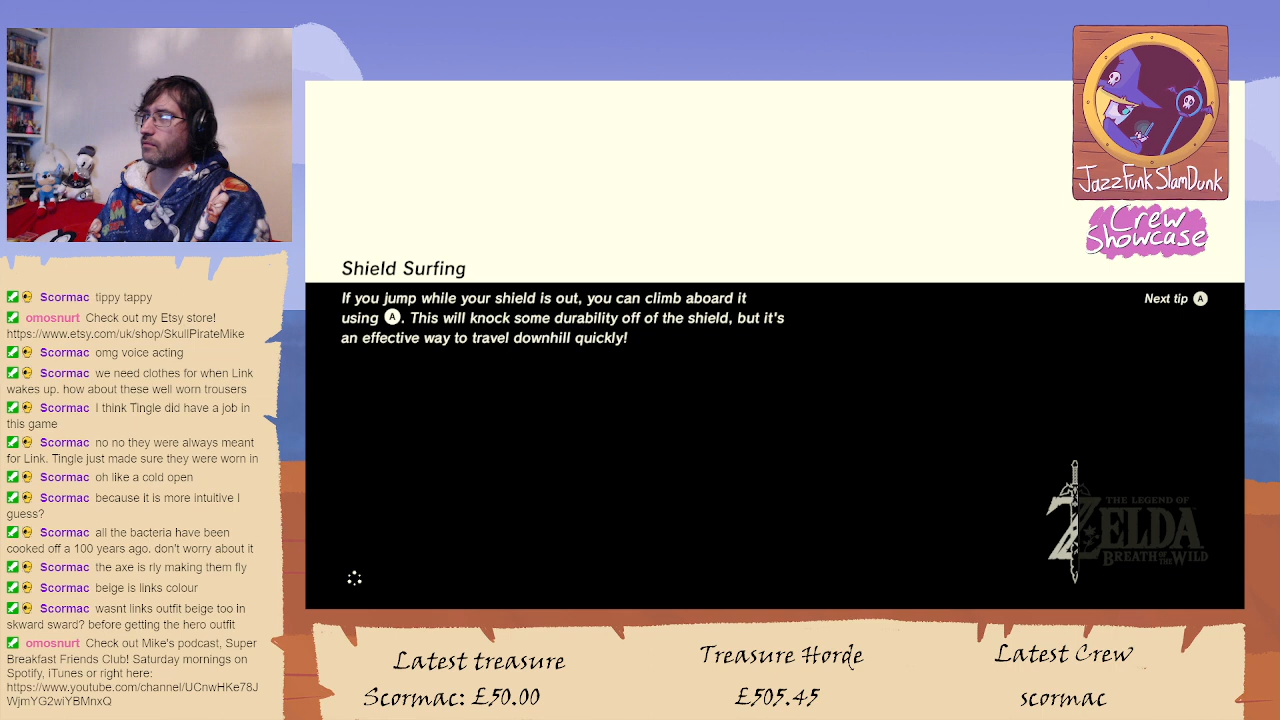 JazzFunkSlamDunk
Crew
Showcase
Shield Surfing
If you jump while your shield is out, you can climb aboard it
using A. This will knock some durability off of the shield, but it's
an effective way to travel downhill quickly!
Next tip A
THE LEGEND OF
ZELDA
BREATH OF THE WILD
Scormac tippy tappy
omosnurt Check out my Etsy store!
https://www.etsy.com/uk/shop/SkullPirateMike
Scormac omg voice acting
Scormac we need clothes for when Link
wakes up. how about these well worn trousers
Scormac I think Tingle did have a job in
this game
Scormac no no they were always meant
for Link. Tingle just made sure they were worn in
Scormac oh like a cold open
Scormac because it is more intuitive I
guess?
Scormac all the bacteria have been
cooked off a 100 years ago. don't worry about it
Scormac the axe is rly making them fly
Scormac beige is links colour
Scormac wasnt links outfit beige too in
skward sward? before getting the hero outfit
omosnurt Check out Mike's podcast, Super
Breakfast Friends Club! Saturday mornings on
Spotify, iTunes or right here:
https://www.youtube.com/channel/UCnwHKe78J
WjmYG2wiYBMnxQ
Latest treasure
Scormac: £50.00
Treasure Horde
£505.45
Latest Crew
scormac